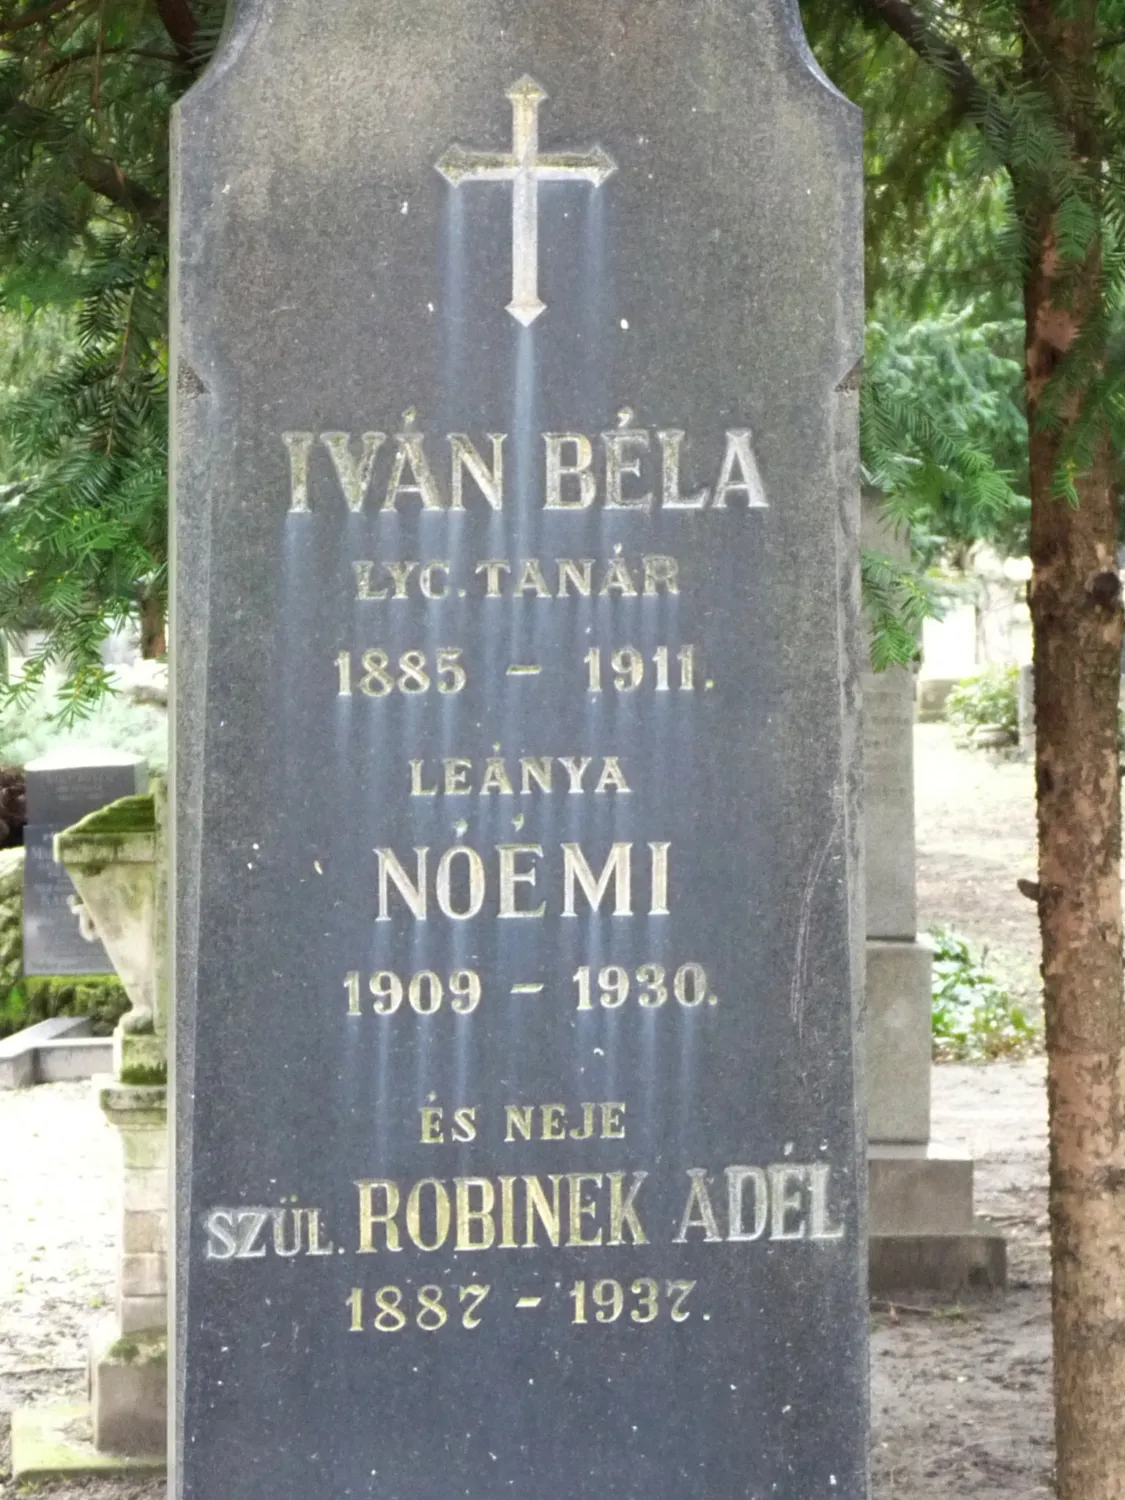 IVÁN BÉLA
LYC. TANÁR
1885 – 1911.
LEÁNYA
NÓÉMI
1909 – 1930.
ÉS NEJE
SZÜL. ROBINEK ADÉL
1887 – 1937.